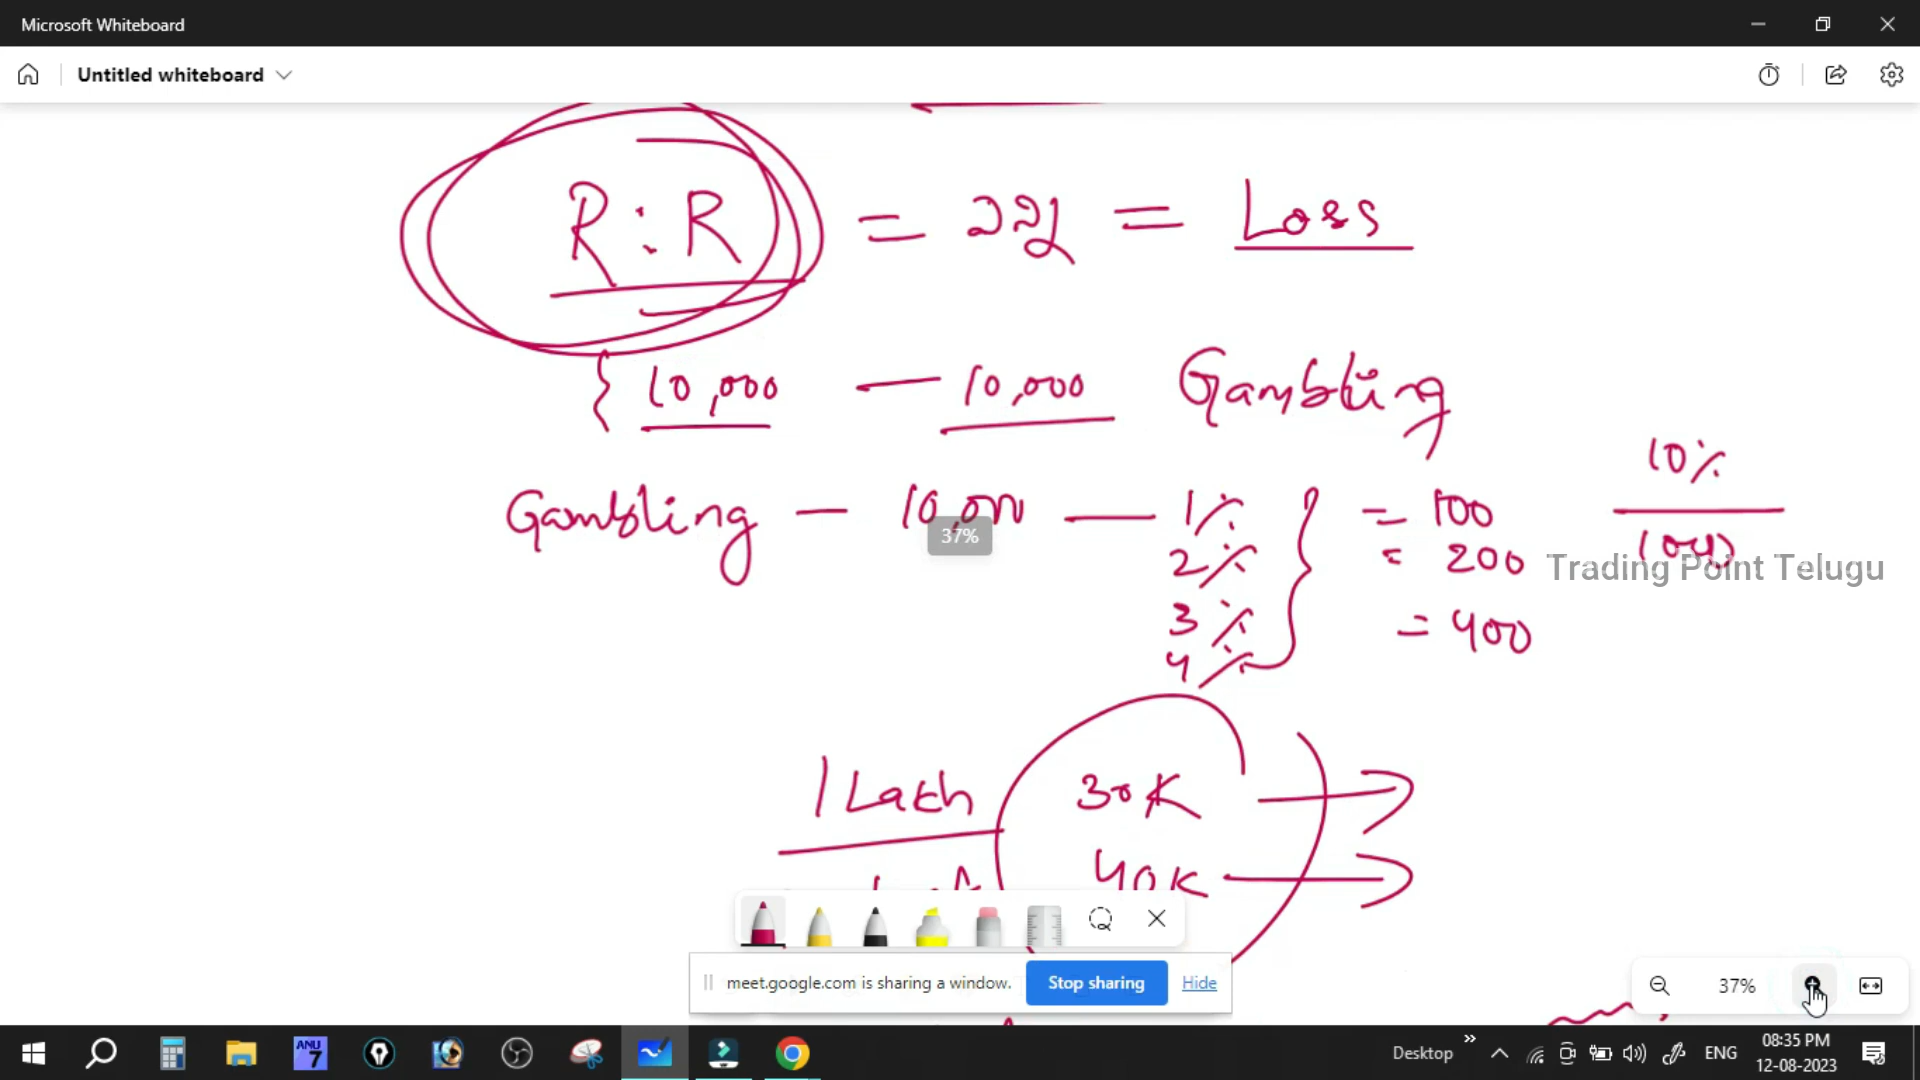 Microsoft Whiteboard
Untitled whiteboard
R : R = = Loss
10,000 — 10,000 Gambling
10%
Gambling — 10,000 — 1% = 100
37%
2% = 200
Trading Point Telugu
3%
= 400
4%
1 Lakh 30K
40K
meet.google.com is sharing a window. Stop sharing Hide
37%
ANU 7
Desktop
ENG
08:35 PM
12-08-2023